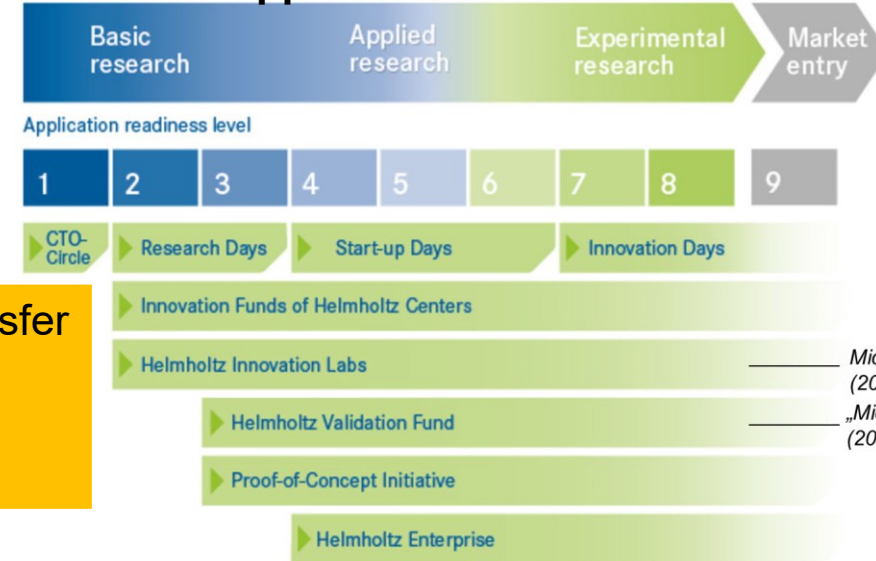 Basic
research
Applied
research
Experimental
research
Market
entry
Application readiness level
1 2 3 4 5 6 7 8 9
CTO-
Circle
Research Days
Start-up Days
Innovation Days
Innovation Funds of Helmholtz Centers
Helmholtz Innovation Labs
Helmholtz Validation Fund
Proof-of-Concept Initiative
Helmholtz Enterprise